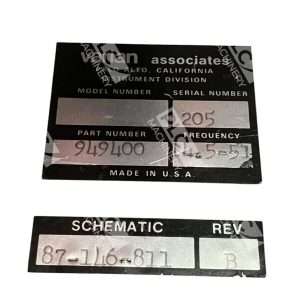 varian associates
PALO ALTO, CALIFORNIA
INSTRUMENT DIVISION
MODEL NUMBER SERIAL NUMBER
205
PART NUMBER FREQUENCY
949400
MADE IN U.S.A.
SCHEMATIC REV
87-146-811 B